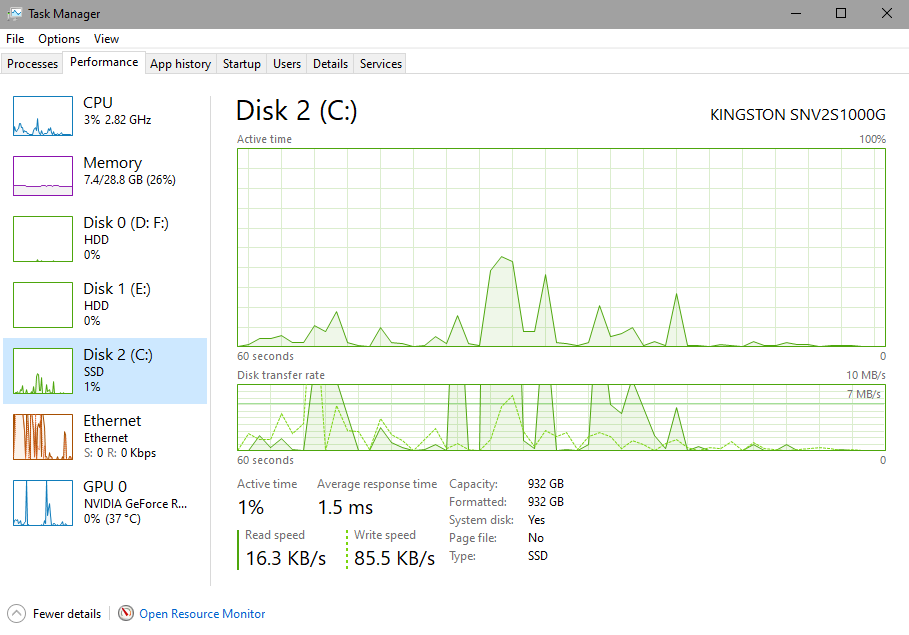 Task Manager
File Options View
Processes Performance App history Startup Users Details Services
CPU
3% 2.82 GHz
Memory
7.4/28.8 GB (26%)
Disk 0 (D: F:)
HDD
0%
Disk 1 (E:)
HDD
0%
Disk 2 (C:)
SSD
1%
Ethernet
Ethernet
S: 0 R: 0 Kbps
GPU 0
NVIDIA GeForce R...
0% (37 °C)
Disk 2 (C:) KINGSTON SNV2S1000G
Active time 100%
60 seconds 0
Disk transfer rate 10 MB/s
7 MB/s
60 seconds 0
Active time Average response time
1% 1.5 ms
Read speed Write speed
16.3 KB/s 85.5 KB/s
Capacity: 932 GB
Formatted: 932 GB
System disk: Yes
Page file: No
Type: SSD
Fewer details Open Resource Monitor